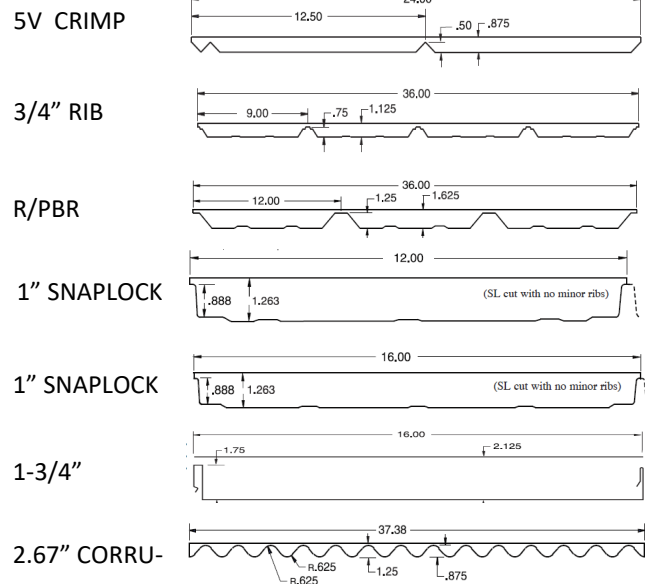 24.00
5V CRIMP
12.50
.50
.875
3/4” RIB
36.00
9.00
.75
1.125
R/PBR
36.00
12.00
1.25
1.625
1” SNAPLOCK
12.00
.888
1.263
(SL cut with no minor ribs)
1” SNAPLOCK
16.00
.888
1.263
(SL cut with no minor ribs)
1-3/4”
16.00
1.75
2.125
2.67” CORRU-
37.38
R.625
R.625
1.25
.875